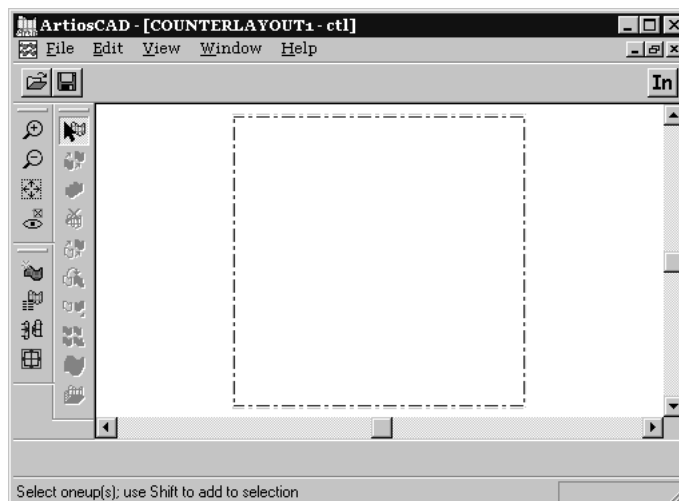 ArtiosCAD - [COUNTERLAYOUT1 - ctl]
File Edit View Window Help
In
Select oneup(s); use Shift to add to selection